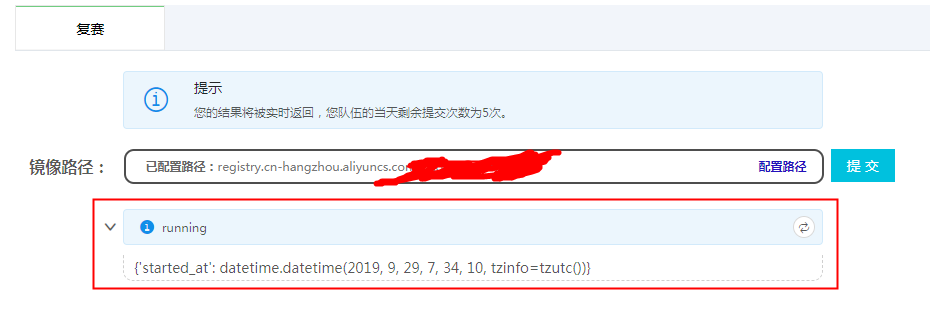 复赛
提示
您的结果将被实时返回，您队伍的当天剩余提交次数为5次。
镜像路径： 已配置路径：registry.cn-hangzhou.aliyuncs.co 配置路径 提 交
running
{'started_at': datetime.datetime(2019, 9, 29, 7, 34, 10, tzinfo=tzutc())}